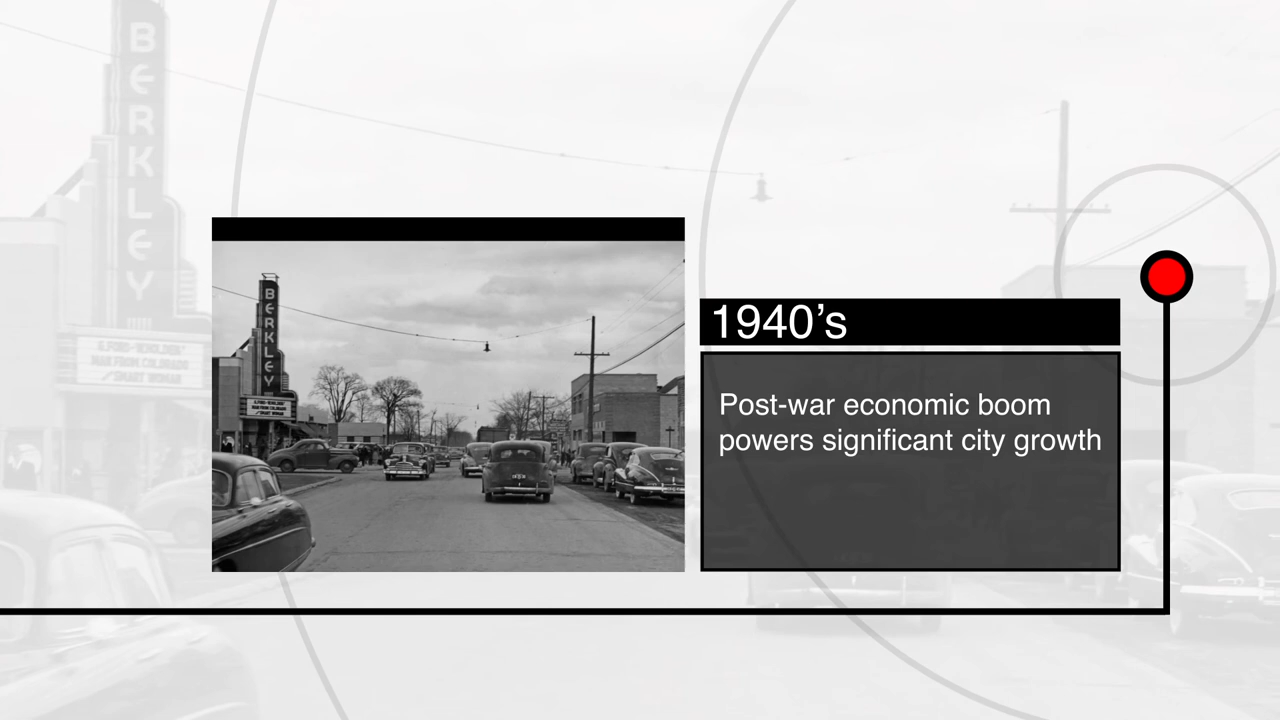 BERKLEY
BERKLEY
1940’s
Post-war economic boom
powers significant city growth